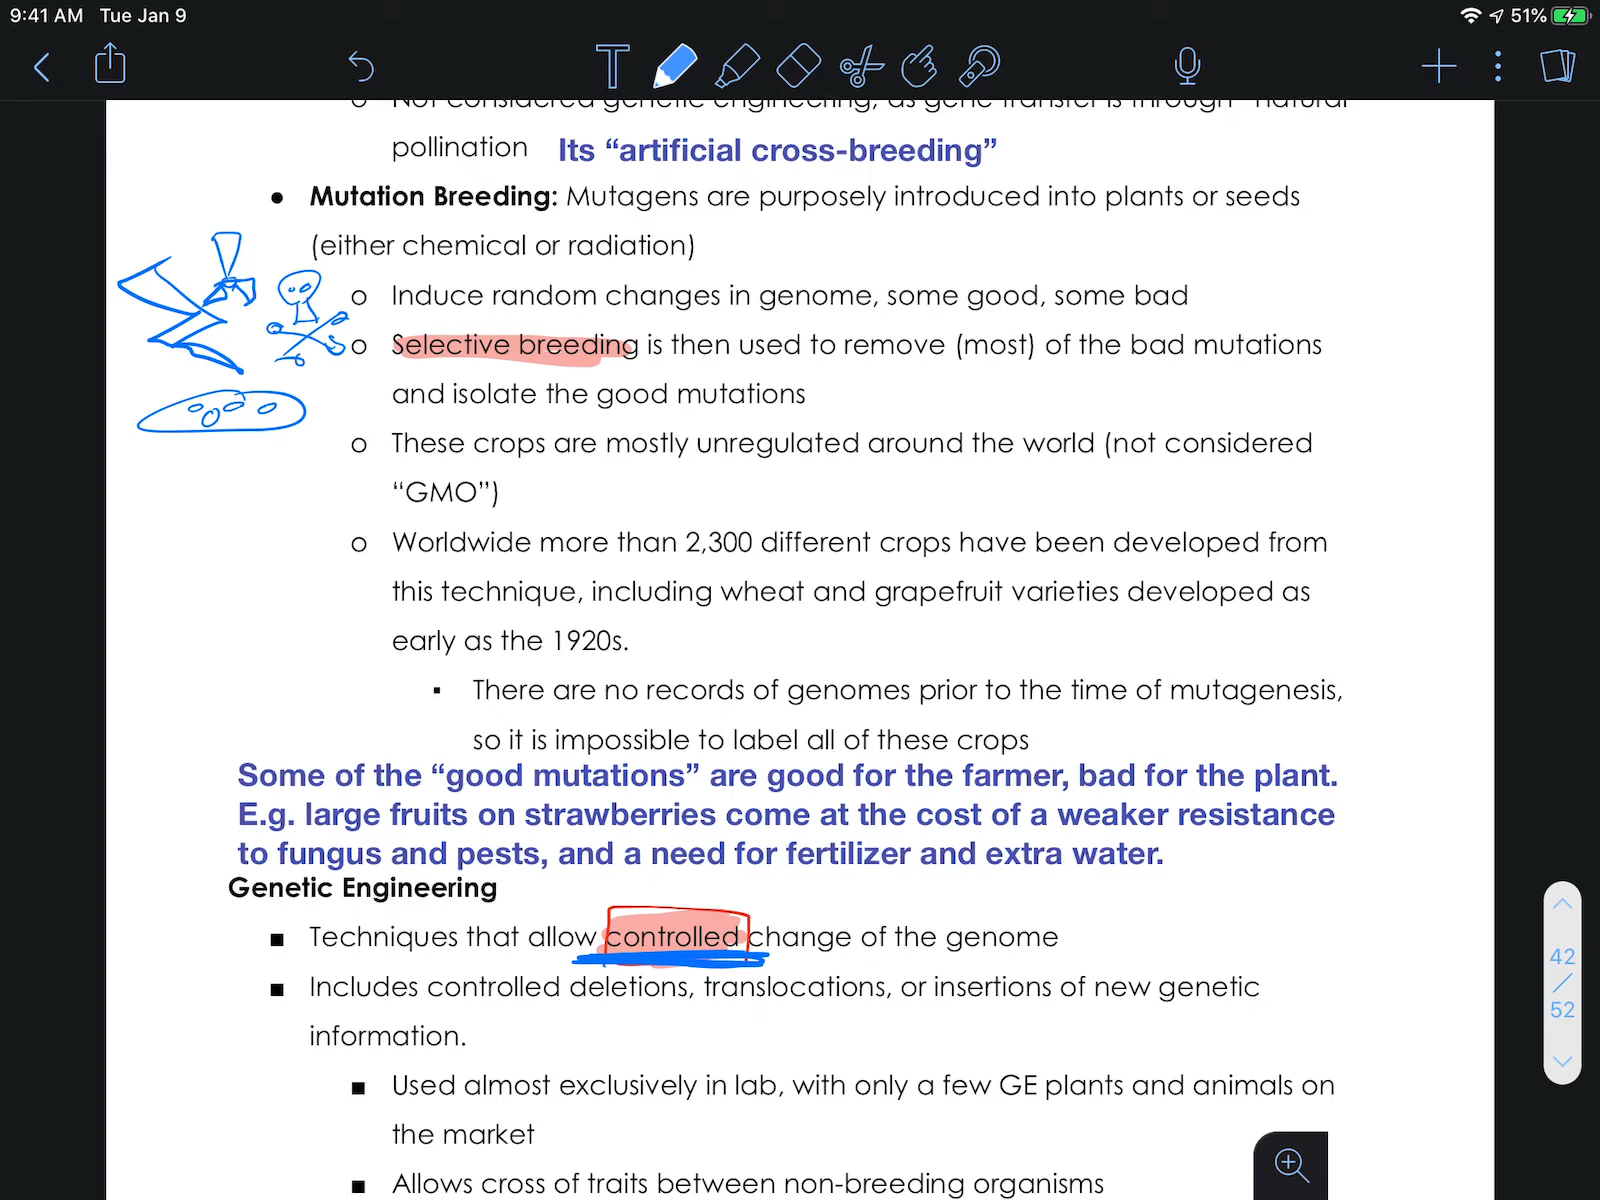 9:41 AM Tue Jan 9
51%
o Not considered genetic engineering, as gene transfer is through "natural
pollination Its “artificial cross-breeding”
● Mutation Breeding: Mutagens are purposely introduced into plants or seeds
(either chemical or radiation)
o Induce random changes in genome, some good, some bad
o Selective breeding is then used to remove (most) of the bad mutations
and isolate the good mutations
o These crops are mostly unregulated around the world (not considered
“GMO”)
o Worldwide more than 2,300 different crops have been developed from
this technique, including wheat and grapefruit varieties developed as
early as the 1920s.
▪ There are no records of genomes prior to the time of mutagenesis,
so it is impossible to label all of these crops
Some of the “good mutations” are good for the farmer, bad for the plant.
E.g. large fruits on strawberries come at the cost of a weaker resistance
to fungus and pests, and a need for fertilizer and extra water.
Genetic Engineering
■ Techniques that allow controlled change of the genome
■ Includes controlled deletions, translocations, or insertions of new genetic
information.
■ Used almost exclusively in lab, with only a few GE plants and animals on
the market
■ Allows cross of traits between non-breeding organisms
42
/
52